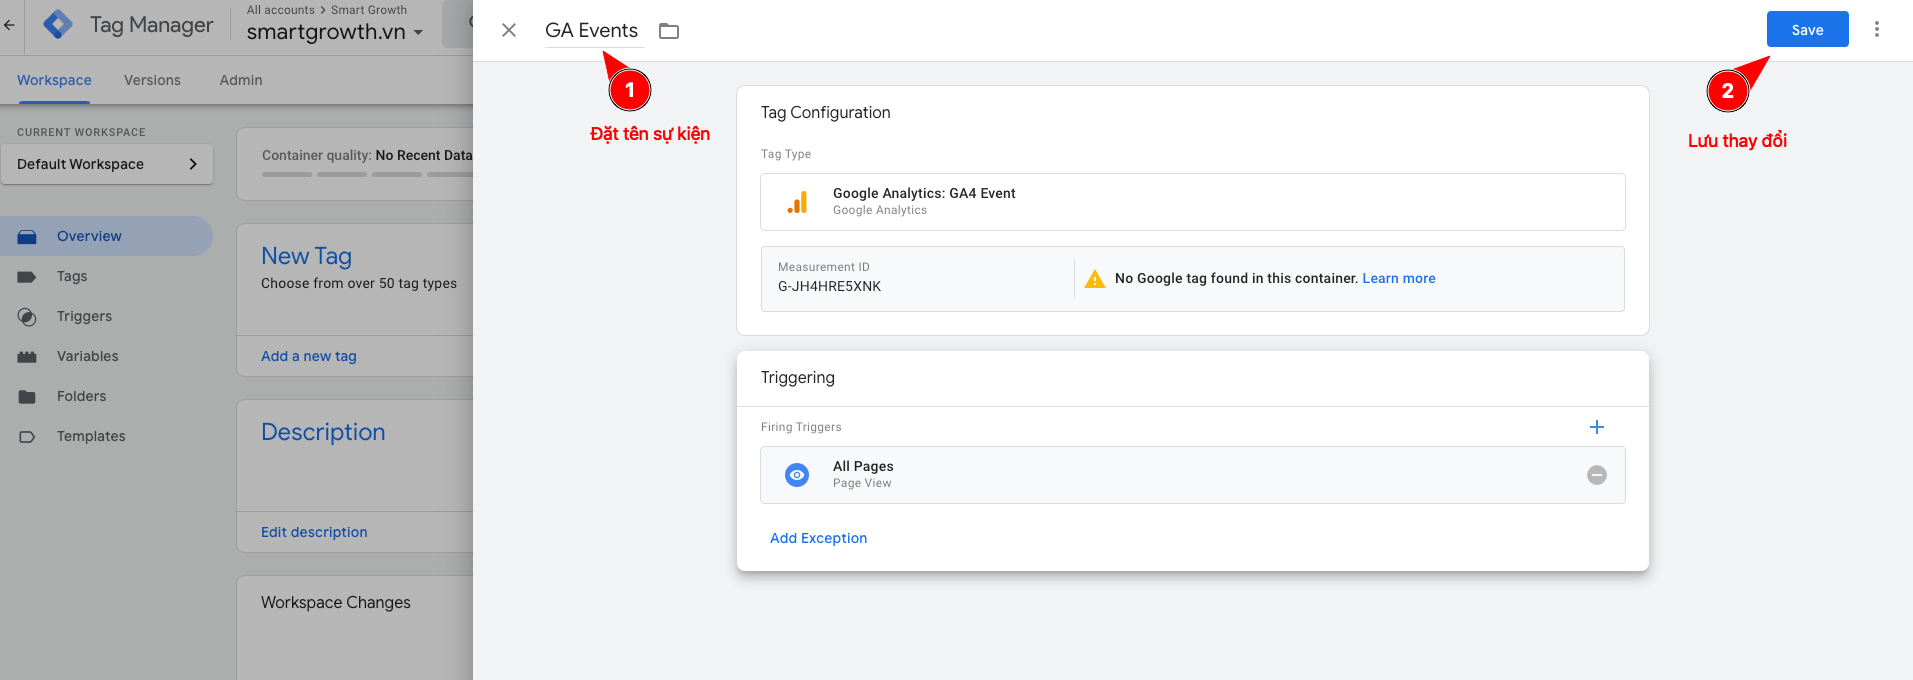 Tag Manager
All accounts > Smart Growth
smartgrowth.vn
GA Events
Save
Workspace
Versions
Admin
1
Đặt tên sự kiện
2
Lưu thay đổi
CURRENT WORKSPACE
Default Workspace
Overview
Tags
Triggers
Variables
Folders
Templates
Container quality: No Recent Data
New Tag
Choose from over 50 tag types
Add a new tag
Description
Edit description
Workspace Changes
Tag Configuration
Tag Type
Google Analytics: GA4 Event
Google Analytics
Measurement ID
G-JH4HRE5XNK
No Google tag found in this container. Learn more
Triggering
Firing Triggers
All Pages
Page View
Add Exception